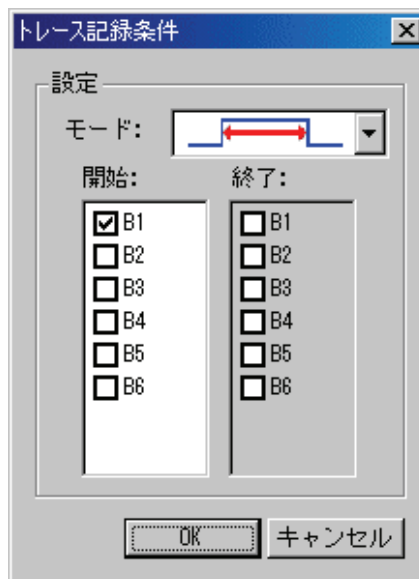 トレース記録条件
設定
モード:
開始: 終了:
B1 B1
B2 B2
B3 B3
B4 B4
B5 B5
B6 B6
OK キャンセル